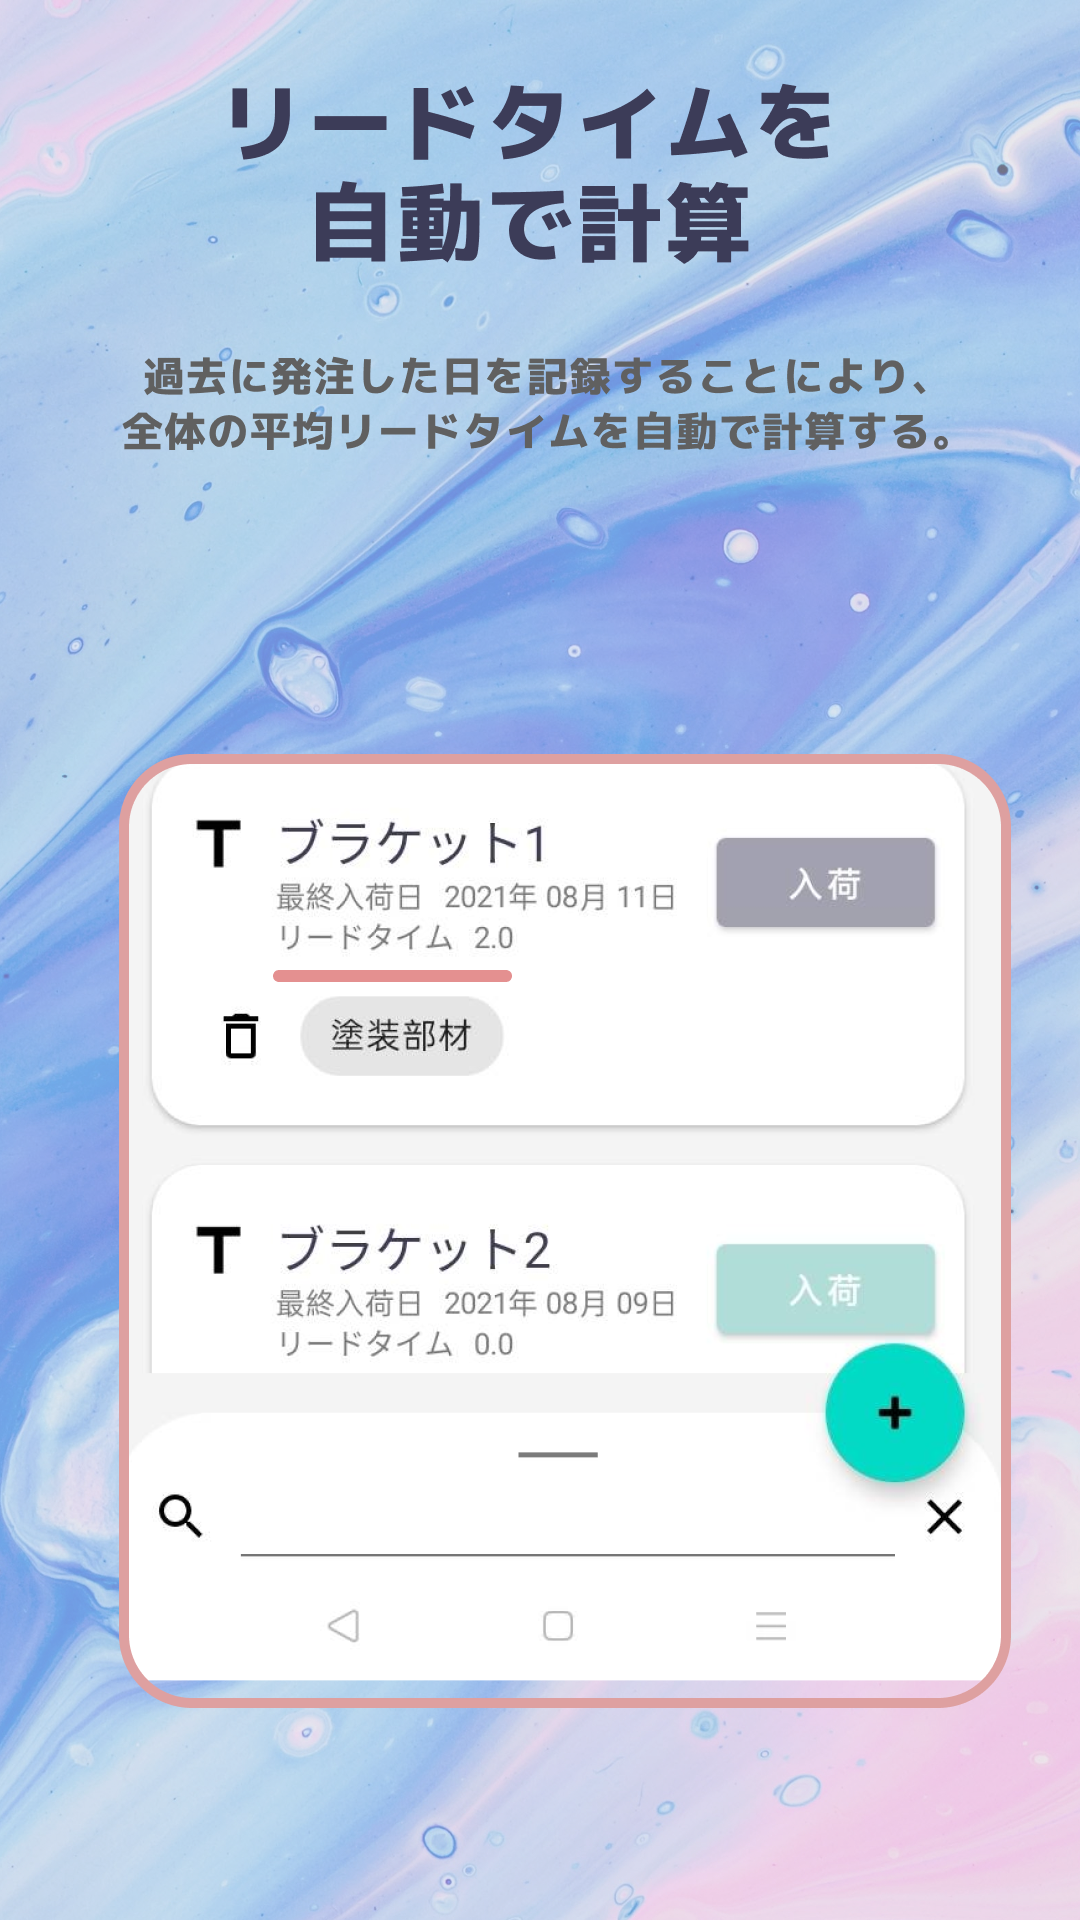 リードタイムを
自動で計算
過去に発注した日を記録することにより、
全体の平均リードタイムを自動で計算する。
T ブラケット1
最終入荷日 2021年 08月 11日
入荷
リードタイム 2.0
塗装部材
T ブラケット2
最終入荷日 2021年 08月 09日
入荷
リードタイム 0.0